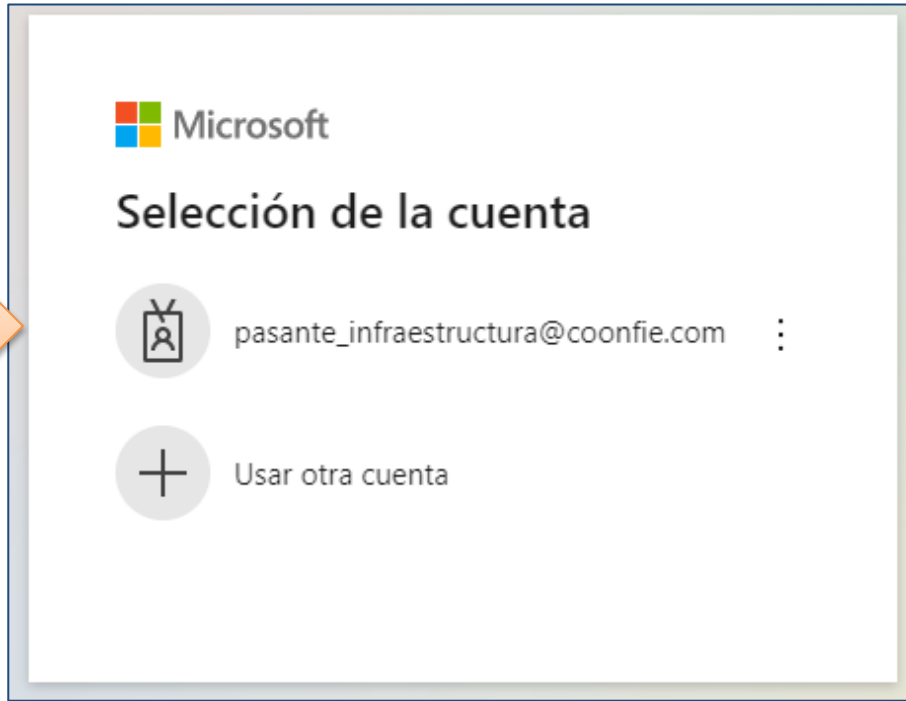 Microsoft
Selección de la cuenta
pasante_infraestructura@coonfie.com
Usar otra cuenta